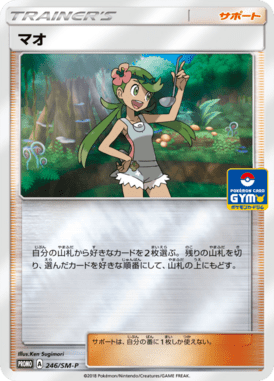 TRAINER'S
サポート
マオ
POKÉMON CARD
GYM
ポケモンカードジム
自分の山札から好きなカードを2枚選ぶ。残りの山札を切
り、選んだカードを好きな順番にして、山札の上にもどす。
サポートは、自分の番に1枚しか使えない。
Illus.Ken Sugimori
PROMO A 246/SM-P
©2018 Pokémon/Nintendo/Creatures/GAME FREAK.